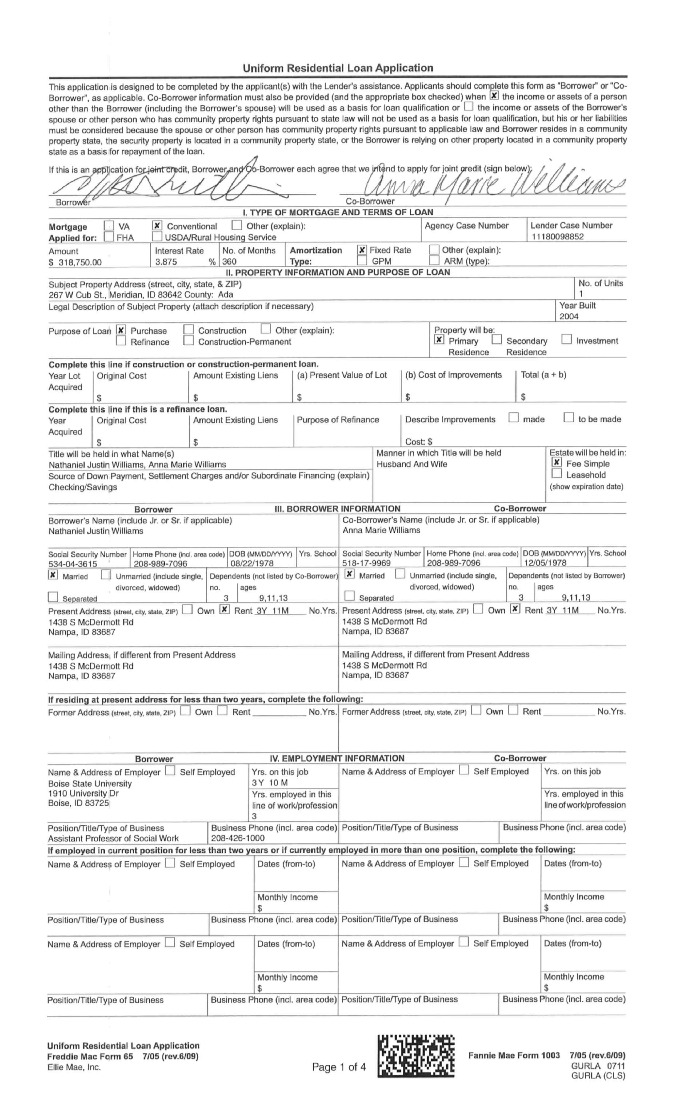 Uniform Residential Loan Application
This application is designed to be completed by the applicant(s) with the Lender's assistance. Applicants should complete this form as "Borrower" or "Co-
Borrower", as applicable. Co-Borrower information must also be provided (and the appropriate box checked) when ☒ the income or assets of a person
other than the Borrower (including the Borrower's spouse) will be used as a basis for loan qualification or ☐ the income or assets of the Borrower's
spouse or other person who has community property rights pursuant to state law will not be used as a basis for loan qualification, but his or her liabilities
must be considered because the spouse or other person has community property rights pursuant to applicable law and Borrower resides in a community
property state, the security property is located in a community property state, or the Borrower is relying on other property located in a community property
state as a basis for repayment of the loan.
If this is an application for joint credit, Borrower and Co-Borrower each agree that we intend to apply for joint credit (sign below):
Anna Marie Williams
Borrower Co-Borrower
I. TYPE OF MORTGAGE AND TERMS OF LOAN
Mortgage ☐ VA ☒ Conventional ☐ Other (explain): Agency Case Number Lender Case Number
Applied for: ☐ FHA ☐ USDA/Rural Housing Service 11180098852
Amount Interest Rate No. of Months Amortization ☒ Fixed Rate ☐ Other (explain):
$ 318,750.00 3.875 % 360 Type: ☐ GPM ☐ ARM (type):
II. PROPERTY INFORMATION AND PURPOSE OF LOAN
Subject Property Address (street, city, state, & ZIP) No. of Units
267 W Cub St., Meridian, ID 83642 County: Ada 1
Legal Description of Subject Property (attach description if necessary) Year Built
2004
Purpose of Loan ☒ Purchase ☐ Construction ☐ Other (explain): Property will be:
☐ Refinance ☐ Construction-Permanent ☒ Primary Residence ☐ Secondary Residence ☐ Investment
Complete this line if construction or construction-permanent loan.
Year Lot Acquired Original Cost Amount Existing Liens (a) Present Value of Lot (b) Cost of Improvements Total (a + b)
$ $ $ $ $
Complete this line if this is a refinance loan.
Year Acquired Original Cost Amount Existing Liens Purpose of Refinance Describe Improvements ☐ made ☐ to be made
$ $ Cost: $
Title will be held in what Name(s) Manner in which Title will be held Estate will be held in:
Nathaniel Justin Williams, Anna Marie Williams Husband And Wife ☒ Fee Simple
Source of Down Payment, Settlement Charges and/or Subordinate Financing (explain) ☐ Leasehold
Checking/Savings (show expiration date)
Borrower III. BORROWER INFORMATION Co-Borrower
Borrower's Name (include Jr. or Sr. if applicable) Co-Borrower's Name (include Jr. or Sr. if applicable)
Nathaniel Justin Williams Anna Marie Williams
Social Security Number Home Phone (incl. area code) DOB (MM/DD/YYYY) Yrs. School Social Security Number Home Phone (incl. area code) DOB (MM/DD/YYYY) Yrs. School
534-04-3615 208-989-7096 08/22/1978 518-17-9969 208-989-7096 12/05/1978
☒ Married ☐ Unmarried (include single, Dependents (not listed by Co-Borrower) ☒ Married ☐ Unmarried (include single, Dependents (not listed by Borrower)
divorced, widowed) no. ages divorced, widowed) no. ages
☐ Separated 3 9,11,13 ☐ Separated 3 9,11,13
Present Address (street, city, state, ZIP) ☐ Own ☒ Rent 3Y 11M No.Yrs. Present Address (street, city, state, ZIP) ☐ Own ☒ Rent 3Y 11M No.Yrs.
1438 S McDermott Rd 1438 S McDermott Rd
Nampa, ID 83687 Nampa, ID 83687
Mailing Address, if different from Present Address Mailing Address, if different from Present Address
1438 S McDermott Rd 1438 S McDermott Rd
Nampa, ID 83687 Nampa, ID 83687
If residing at present address for less than two years, complete the following:
Former Address (street, city, state, ZIP) ☐ Own ☐ Rent No.Yrs. Former Address (street, city, state, ZIP) ☐ Own ☐ Rent No.Yrs.
Borrower IV. EMPLOYMENT INFORMATION Co-Borrower
Name & Address of Employer ☐ Self Employed Yrs. on this job Name & Address of Employer ☐ Self Employed Yrs. on this job
Boise State University 3 Y 10 M
1910 University Dr Yrs. employed in this line of work/profession Yrs. employed in this line of work/profession
Boise, ID 83725 3
Position/Title/Type of Business Business Phone (incl. area code) Position/Title/Type of Business Business Phone (incl. area code)
Assistant Professor of Social Work 208-426-1000
If employed in current position for less than two years or if currently employed in more than one position, complete the following:
Name & Address of Employer ☐ Self Employed Dates (from-to) Name & Address of Employer ☐ Self Employed Dates (from-to)
Monthly Income Monthly Income
$ $
Position/Title/Type of Business Business Phone (incl. area code) Position/Title/Type of Business Business Phone (incl. area code)
Name & Address of Employer ☐ Self Employed Dates (from-to) Name & Address of Employer ☐ Self Employed Dates (from-to)
Monthly Income Monthly Income
$ $
Position/Title/Type of Business Business Phone (incl. area code) Position/Title/Type of Business Business Phone (incl. area code)
Uniform Residential Loan Application
Freddie Mac Form 65 7/05 (rev.6/09) Fannie Mae Form 1003 7/05 (rev.6/09)
Ellie Mae, Inc. Page 1 of 4 GURLA 0711
GURLA (CLS)